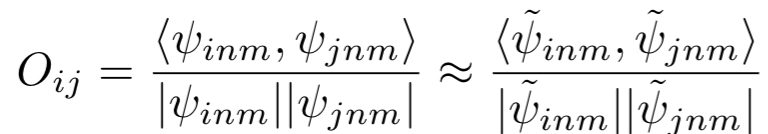 $O_{ij} = \frac{\langle \psi_{inm}, \psi_{jnm} \rangle}{|\psi_{inm}||\psi_{jnm}|} \approx \frac{\langle \tilde{\psi}_{inm}, \tilde{\psi}_{jnm} \rangle}{|\tilde{\psi}_{inm}||\tilde{\psi}_{jnm}|}$